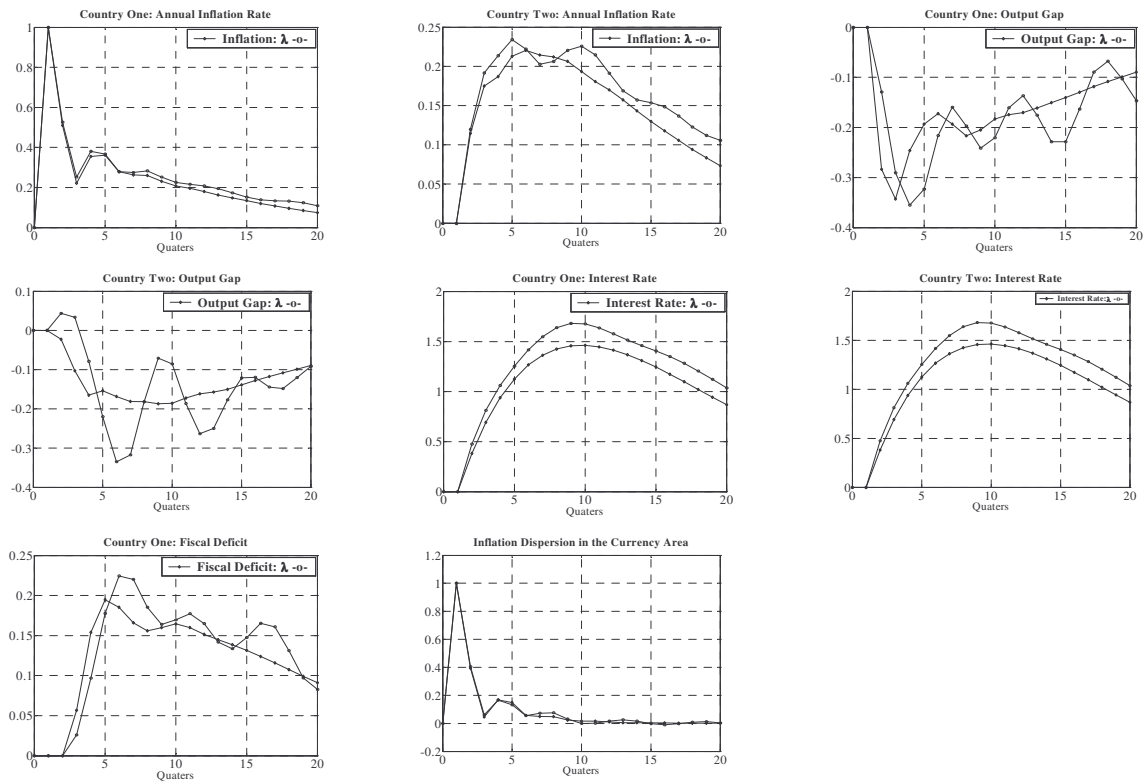 Country One: Annual Inflation Rate
Inflation: λ -o-
1
0.8
0.6
0.4
0.2
0
0 5 10 15 20
Quaters
Country Two: Annual Inflation Rate
Inflation: λ -o-
0.25
0.2
0.15
0.1
0.05
0
0 5 10 15 20
Quaters
Country One: Output Gap
Output Gap: λ -o-
0
-0.1
-0.2
-0.3
-0.4
0 5 10 15 20
Quaters
Country Two: Output Gap
Output Gap: λ -o-
0.1
0
-0.1
-0.2
-0.3
-0.4
0 5 10 15 20
Quaters
Country One: Interest Rate
Interest Rate: λ -o-
2
1.5
1
0.5
0
0 5 10 15 20
Quaters
Country Two: Interest Rate
Interest Rate: λ -o-
2
1.5
1
0.5
0
0 5 10 15 20
Quaters
Country One: Fiscal Deficit
Fiscal Deficit: λ -o-
0.25
0.2
0.15
0.1
0.05
0
0 5 10 15 20
Quaters
Inflation Dispersion in the Currency Area
1.2
1
0.8
0.6
0.4
0.2
0
-0.2
0 5 10 15 20
Quaters